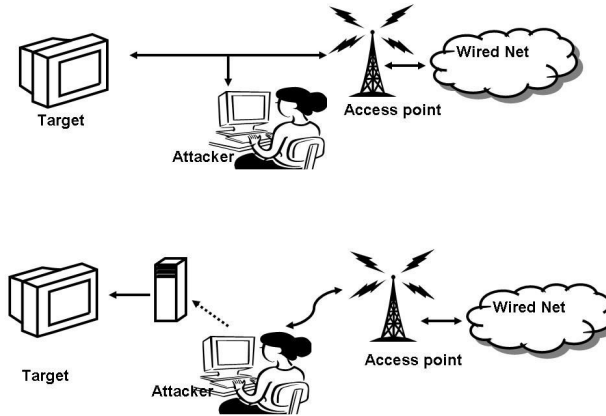 Wired Net
Target
Access point
Attacker
Wired Net
Access point
Target
Attacker